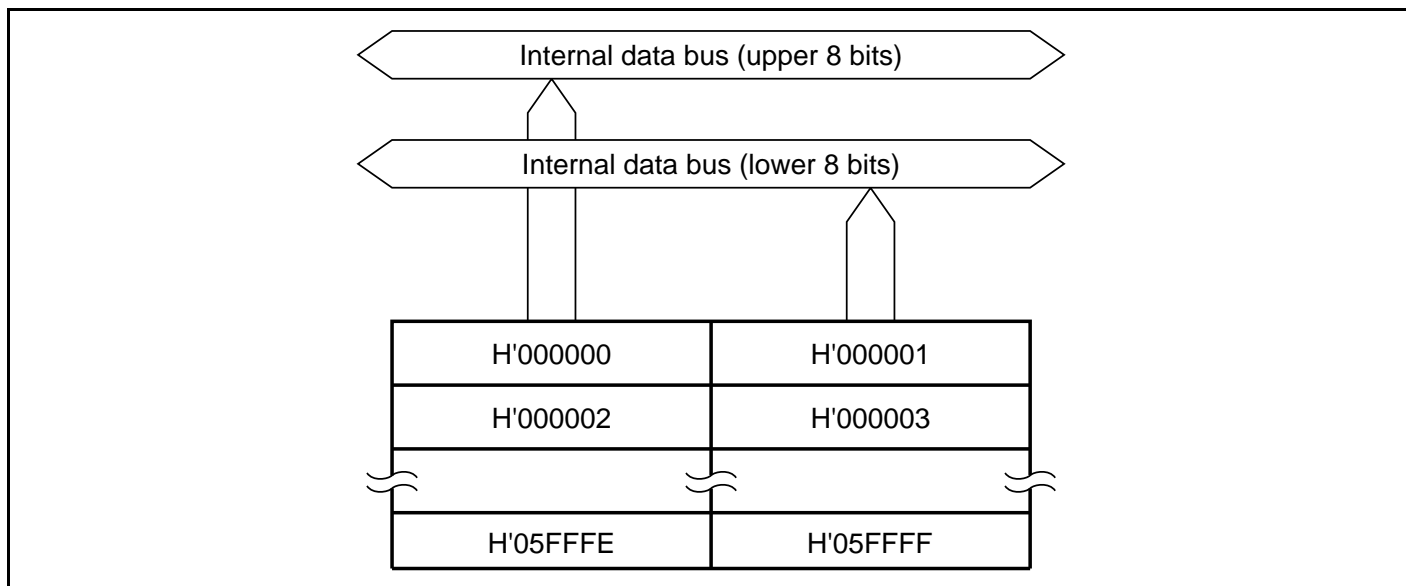 Internal data bus (upper 8 bits)
Internal data bus (lower 8 bits)
H'000000 H'000001
H'000002 H'000003
H'05FFFE H'05FFFF